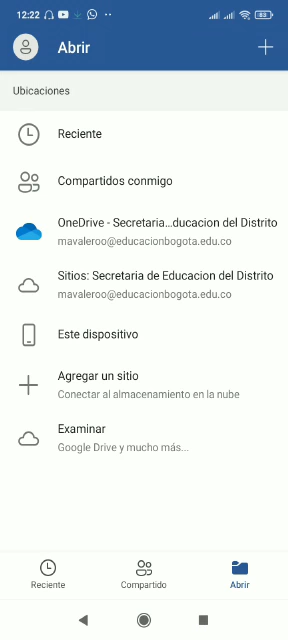 12:22
83
Abrir
Ubicaciones
Reciente
Compartidos conmigo
OneDrive - Secretaria...ducacion del Distrito
mavaleroo@educacionbogota.edu.co
Sitios: Secretaria de Educacion del Distrito
mavaleroo@educacionbogota.edu.co
Este dispositivo
Agregar un sitio
Conectar al almacenamiento en la nube
Examinar
Google Drive y mucho más...
Reciente
Compartido
Abrir